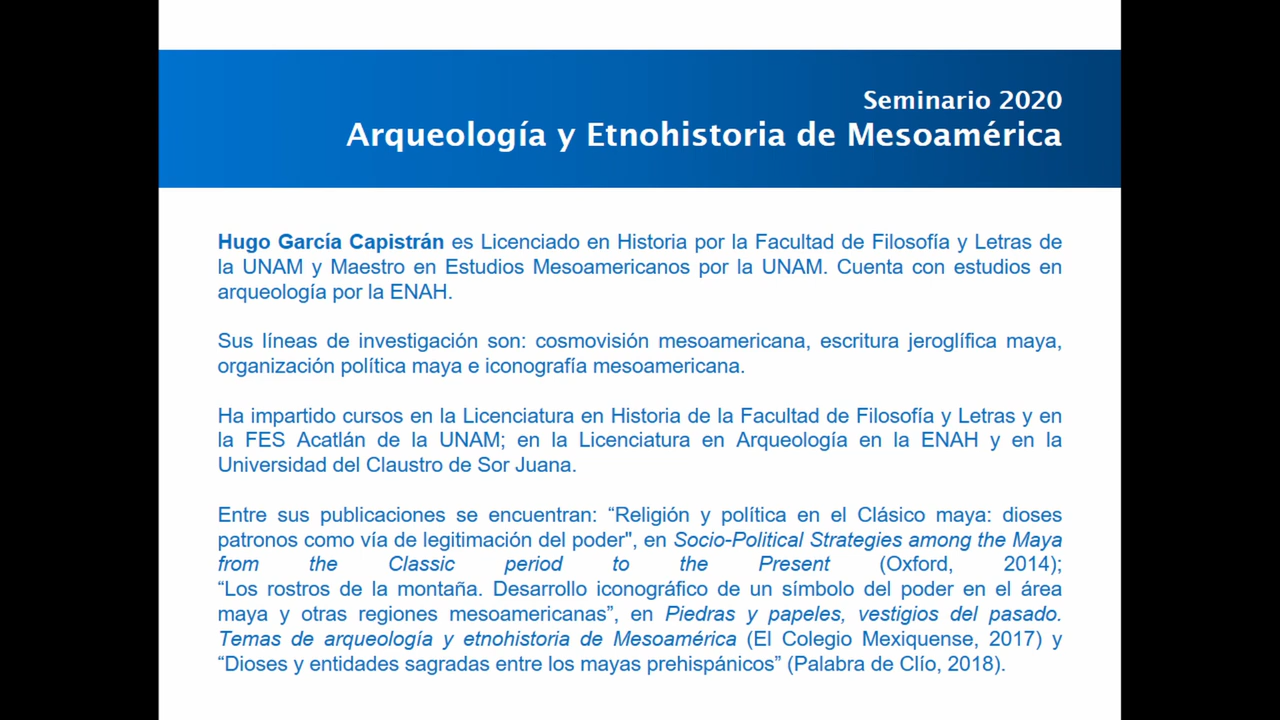 Seminario 2020
Arqueología y Etnohistoria de Mesoamérica
Hugo García Capistrán es Licenciado en Historia por la Facultad de Filosofía y Letras de
la UNAM y Maestro en Estudios Mesoamericanos por la UNAM. Cuenta con estudios en
arqueología por la ENAH.
Sus líneas de investigación son: cosmovisión mesoamericana, escritura jeroglífica maya,
organización política maya e iconografía mesoamericana.
Ha impartido cursos en la Licenciatura en Historia de la Facultad de Filosofía y Letras y en
la FES Acatlán de la UNAM; en la Licenciatura en Arqueología en la ENAH y en la
Universidad del Claustro de Sor Juana.
Entre sus publicaciones se encuentran: “Religión y política en el Clásico maya: dioses
patronos como vía de legitimación del poder", en Socio-Political Strategies among the Maya
from the Classic period to the Present (Oxford, 2014);
“Los rostros de la montaña. Desarrollo iconográfico de un símbolo del poder en el área
maya y otras regiones mesoamericanas”, en Piedras y papeles, vestigios del pasado.
Temas de arqueología y etnohistoria de Mesoamérica (El Colegio Mexiquense, 2017) y
“Dioses y entidades sagradas entre los mayas prehispánicos” (Palabra de Clío, 2018).